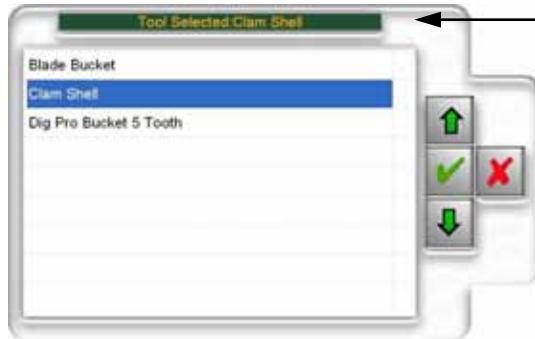 Tool Selected:Clam Shell
Blade Bucket
Clam Shell
Dig Pro Bucket 5 Tooth